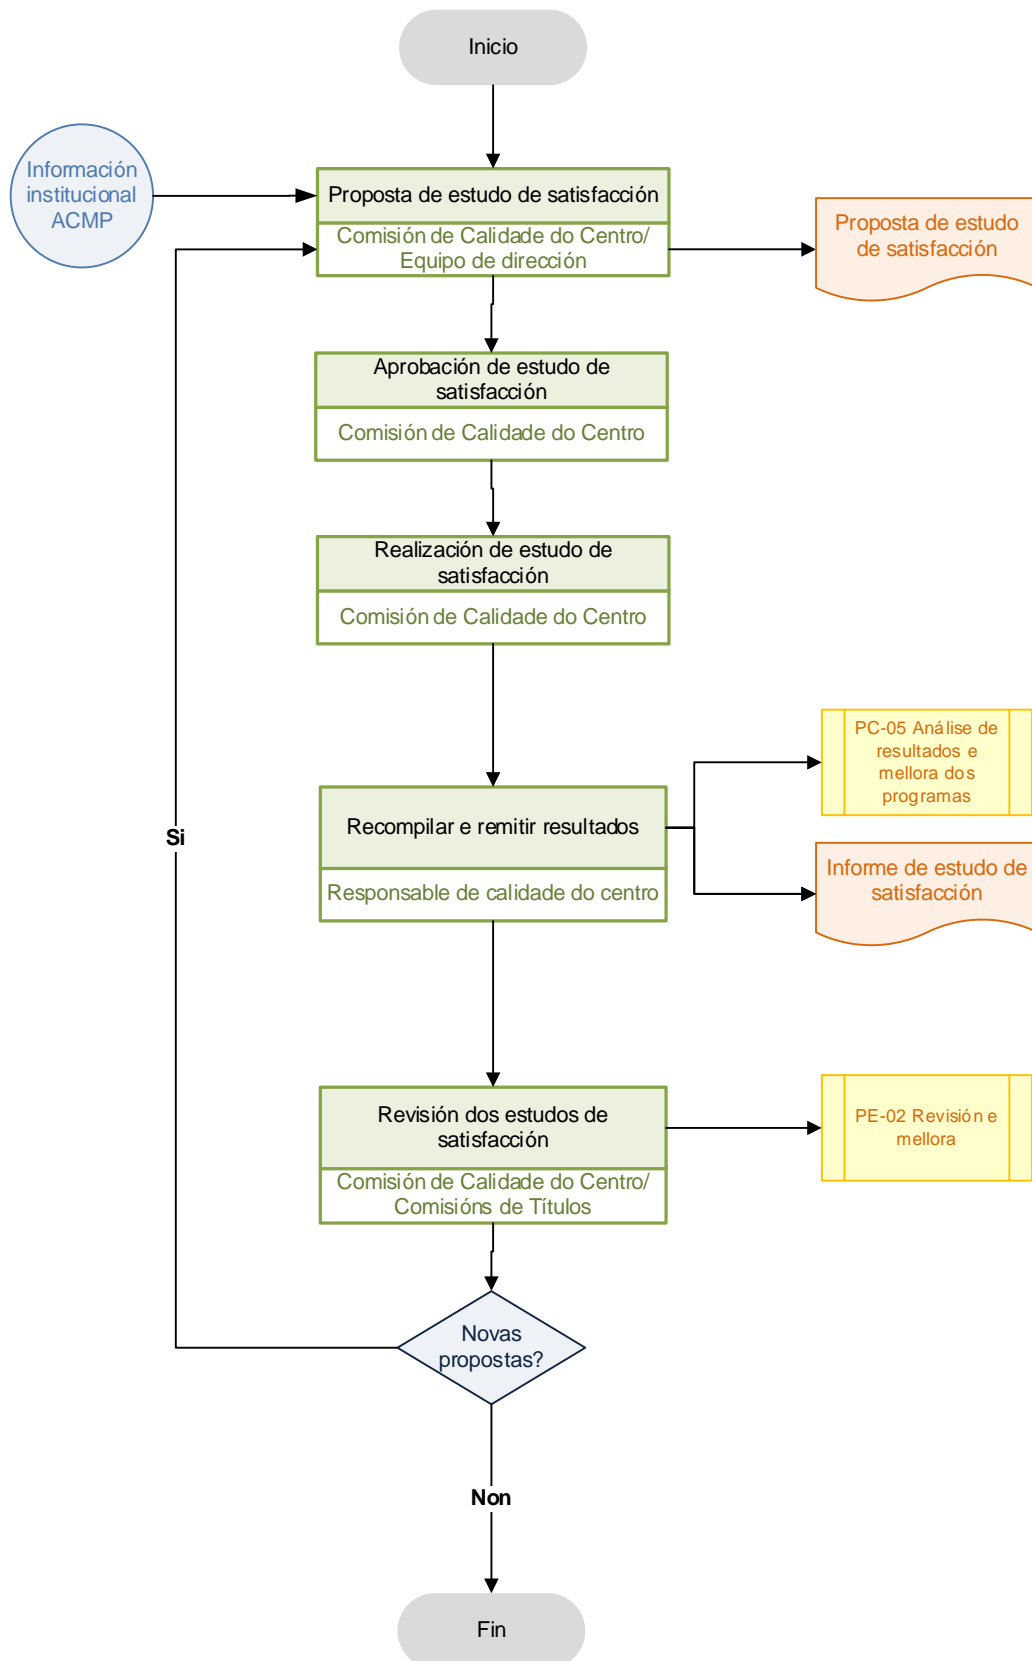 Inicio
Información
institucional
ACMP
Proposta de estudo de satisfacción
Comisión de Calidade do Centro/
Equipo de dirección
Proposta de estudo
de satisfacción
Aprobación de estudo de
satisfacción
Comisión de Calidade do Centro
Realización de estudo de
satisfacción
Comisión de Calidade do Centro
PC-05 Análise de
resultados e
mellora dos
programas
Recompilar e remitir resultados
Responsable de calidade do centro
Informe de estudo de
satisfacción
Si
Revisión dos estudos de
satisfacción
Comisión de Calidade do Centro/
Comisións de Títulos
PE-02 Revisión e
mellora
Novas
propostas?
Non
Fin